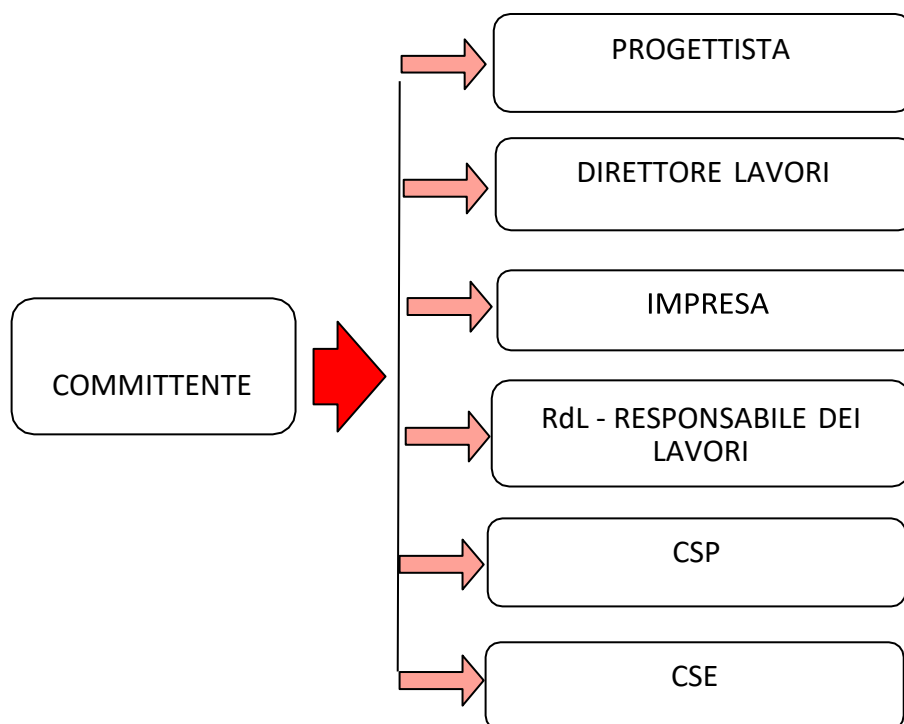 PROGETTISTA
DIRETTORE LAVORI
IMPRESA
COMMITTENTE
RdL - RESPONSABILE DEI
LAVORI
CSP
CSE